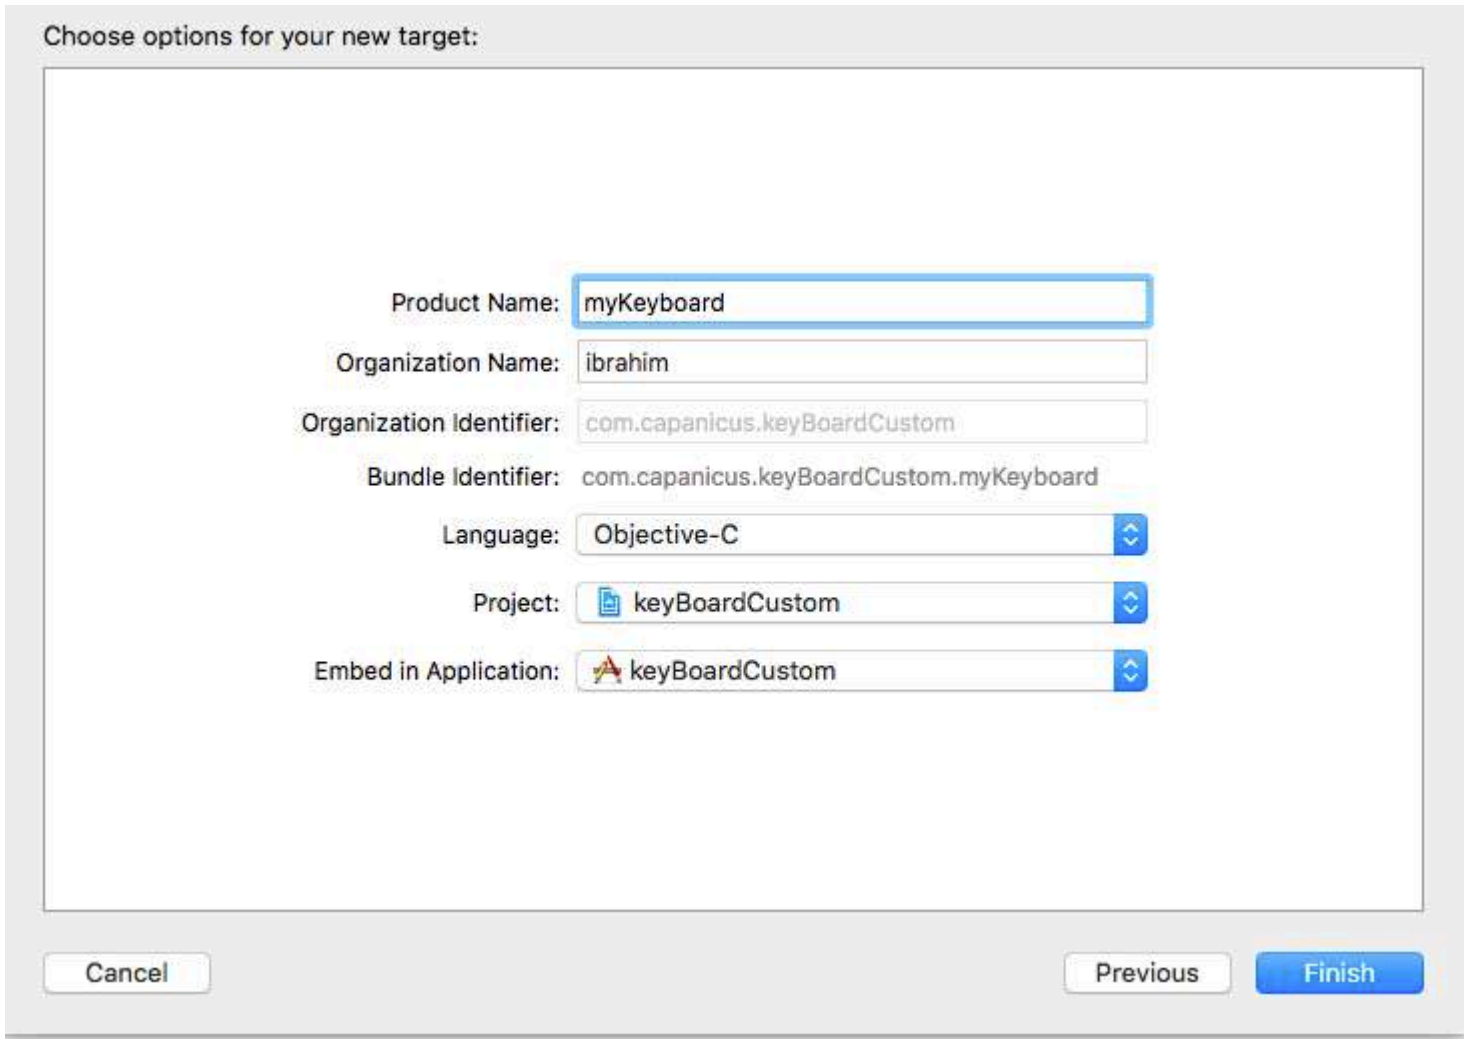 Choose options for your new target:
Product Name: myKeyboard
Organization Name: ibrahim
Organization Identifier: com.capanicus.keyBoardCustom
Bundle Identifier: com.capanicus.keyBoardCustom.myKeyboard
Language: Objective-C
Project: keyBoardCustom
Embed in Application: keyBoardCustom
Cancel Previous Finish